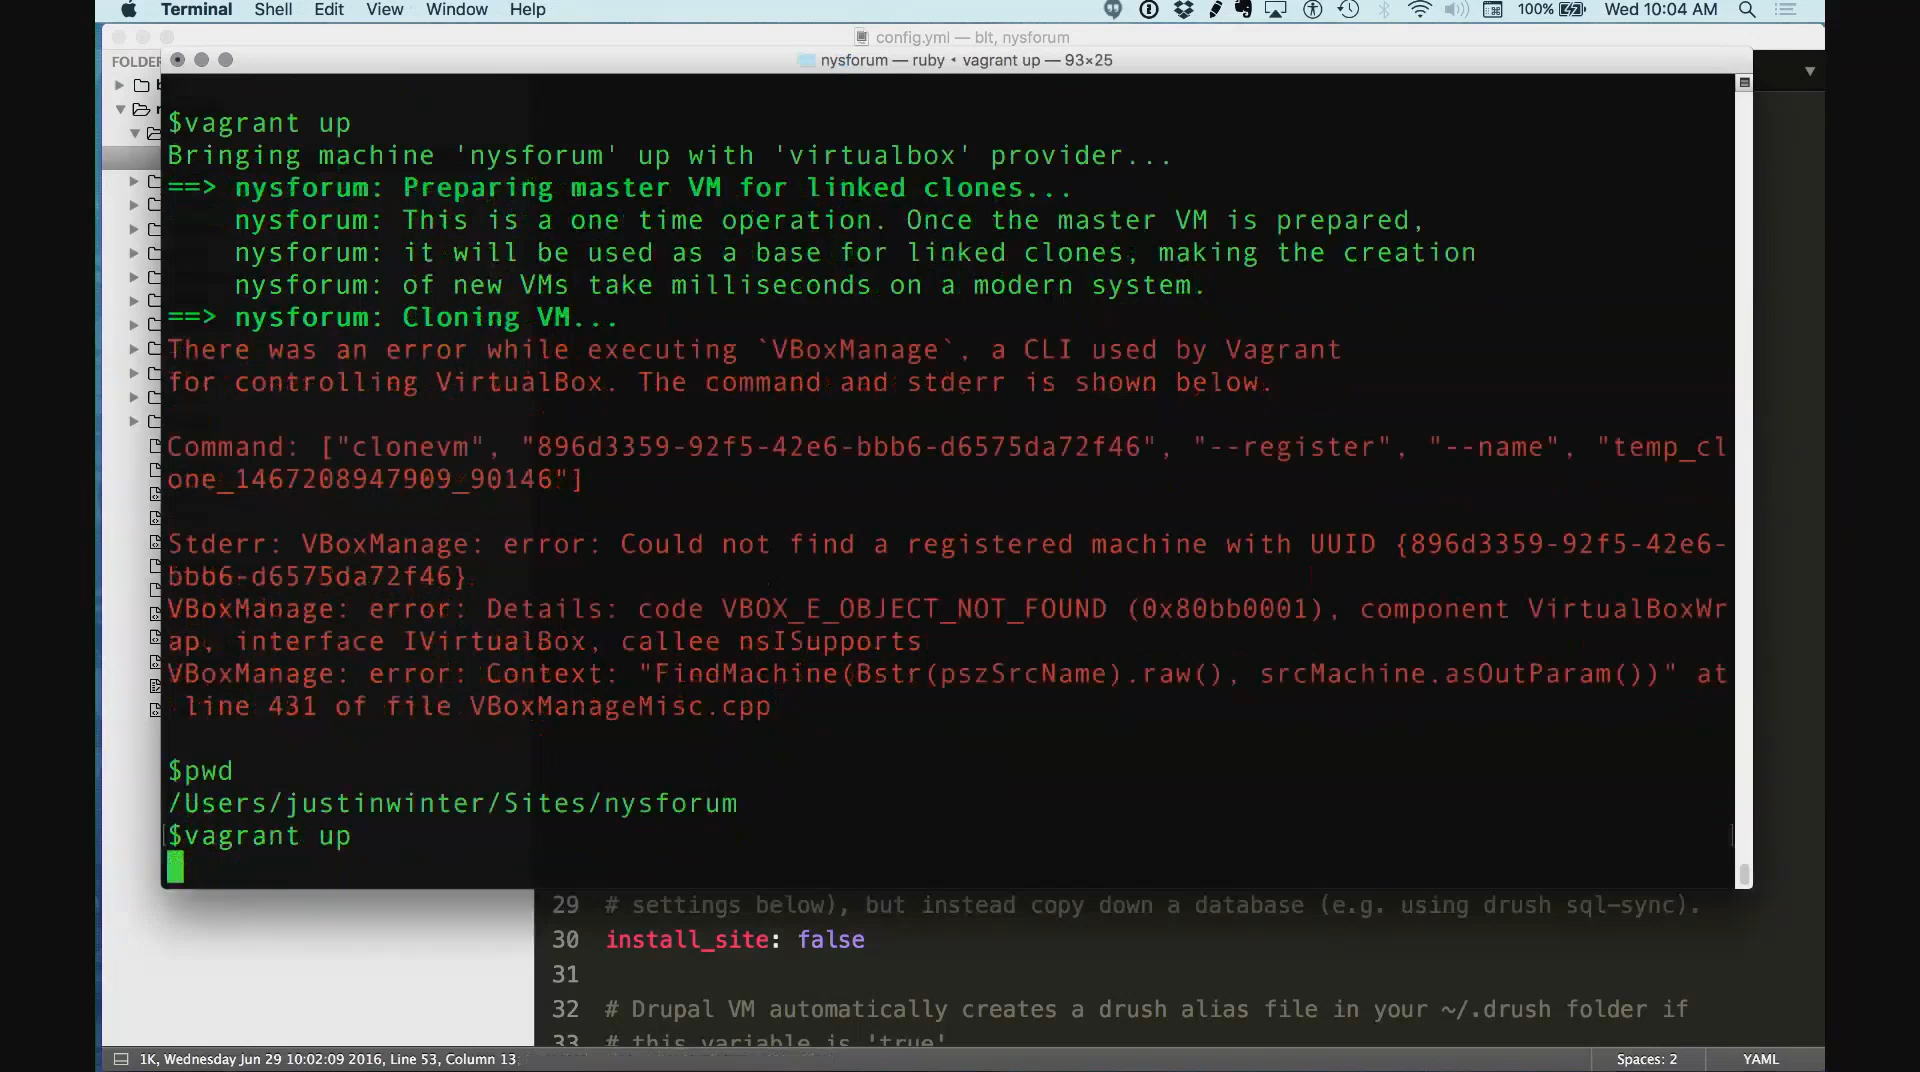 Terminal Shell Edit View Window Help 100% Wed 10:04 AM
config.yml — blt, nysforum
FOLDER
nysforum — ruby ‹ vagrant up — 93×25
$vagrant up
Bringing machine 'nysforum' up with 'virtualbox' provider...
==> nysforum: Preparing master VM for linked clones...
nysforum: This is a one time operation. Once the master VM is prepared,
nysforum: it will be used as a base for linked clones, making the creation
nysforum: of new VMs take milliseconds on a modern system.
==> nysforum: Cloning VM...
There was an error while executing `VBoxManage`, a CLI used by Vagrant
for controlling VirtualBox. The command and stderr is shown below.
Command: ["clonevm", "896d3359-92f5-42e6-bbb6-d6575da72f46", "--register", "--name", "temp_cl
one_1467208947909_90146"]
Stderr: VBoxManage: error: Could not find a registered machine with UUID {896d3359-92f5-42e6-
bbb6-d6575da72f46}
VBoxManage: error: Details: code VBOX_E_OBJECT_NOT_FOUND (0x80bb0001), component VirtualBoxWr
ap, interface IVirtualBox, callee nsISupports
VBoxManage: error: Context: "FindMachine(Bstr(pszSrcName).raw(), srcMachine.asOutParam())" at
line 431 of file VBoxManageMisc.cpp
$pwd
/Users/justinwinter/Sites/nysforum
$vagrant up
29 # settings below), but instead copy down a database (e.g. using drush sql-sync).
30 install_site: false
31
32 # Drupal VM automatically creates a drush alias file in your ~/.drush folder if
33 # this variable is 'true'
1K, Wednesday Jun 29 10:02:09 2016, Line 53, Column 13 Spaces: 2 YAML